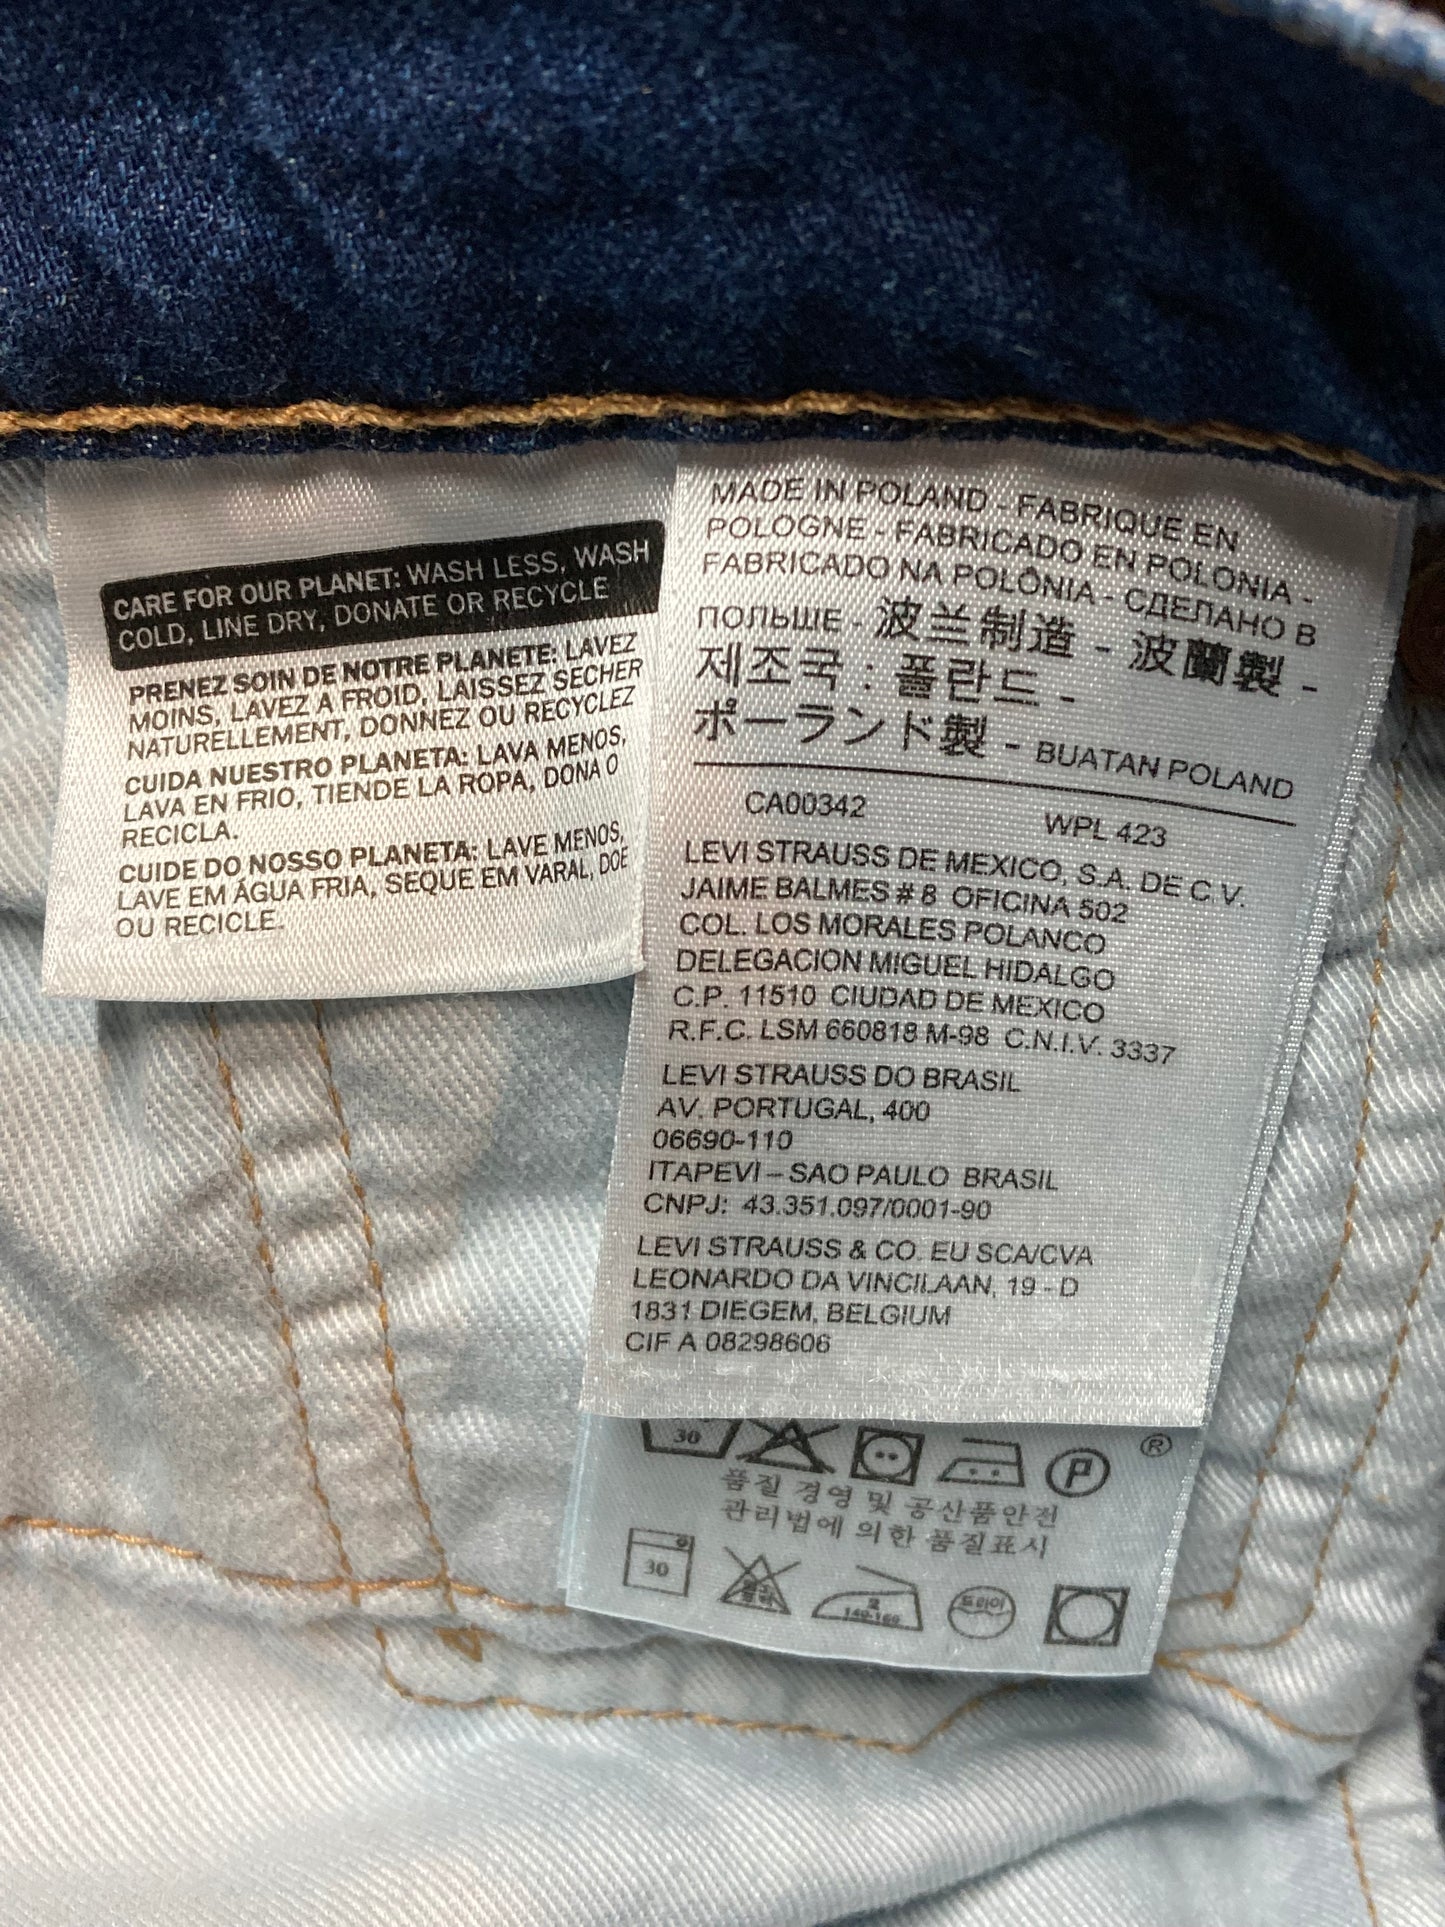 CARE FOR OUR PLANET: WASH LESS, WASH
COLD, LINE DRY, DONATE OR RECYCLE
PRENEZ SOIN DE NOTRE PLANETE: LAVEZ
MOINS, LAVEZ A FROID, LAISSEZ SECHER
NATURELLEMENT, DONNEZ OU RECYCLEZ
CUIDA NUESTRO PLANETA: LAVA MENOS,
LAVA EN FRIO, TIENDE LA ROPA, DONA O
RECICLA.
CUIDE DO NOSSO PLANETA: LAVE MENOS,
LAVE EM ÁGUA FRIA, SEQUE EM VARAL, DOE
OU RECICLE.
MADE IN POLAND - FABRIQUE EN
POLOGNE - FABRICADO EN POLONIA -
FABRICADO NA POLÔNIA - СДЕЛАНО В
ПОЛЬШЕ - 波兰制造 - 波蘭製 -
제조국 : 폴란드 -
ポーランド製 - BUATAN POLAND
CA00342 WPL 423
LEVI STRAUSS DE MEXICO, S.A. DE C.V.
JAIME BALMES # 8 OFICINA 502
COL. LOS MORALES POLANCO
DELEGACION MIGUEL HIDALGO
C.P. 11510 CIUDAD DE MEXICO
R.F.C. LSM 660818 M-98 C.N.I.V. 3337
LEVI STRAUSS DO BRASIL
AV. PORTUGAL, 400
06690-110
ITAPEVI – SAO PAULO BRASIL
CNPJ: 43.351.097/0001-90
LEVI STRAUSS & CO. EU SCA/CVA
LEONARDO DA VINCILAAN, 19 - D
1831 DIEGEM, BELGIUM
CIF A 08298606
30 P ®
품질 경영 및 공산품안전
관리법에 의한 품질표시
30 드라이